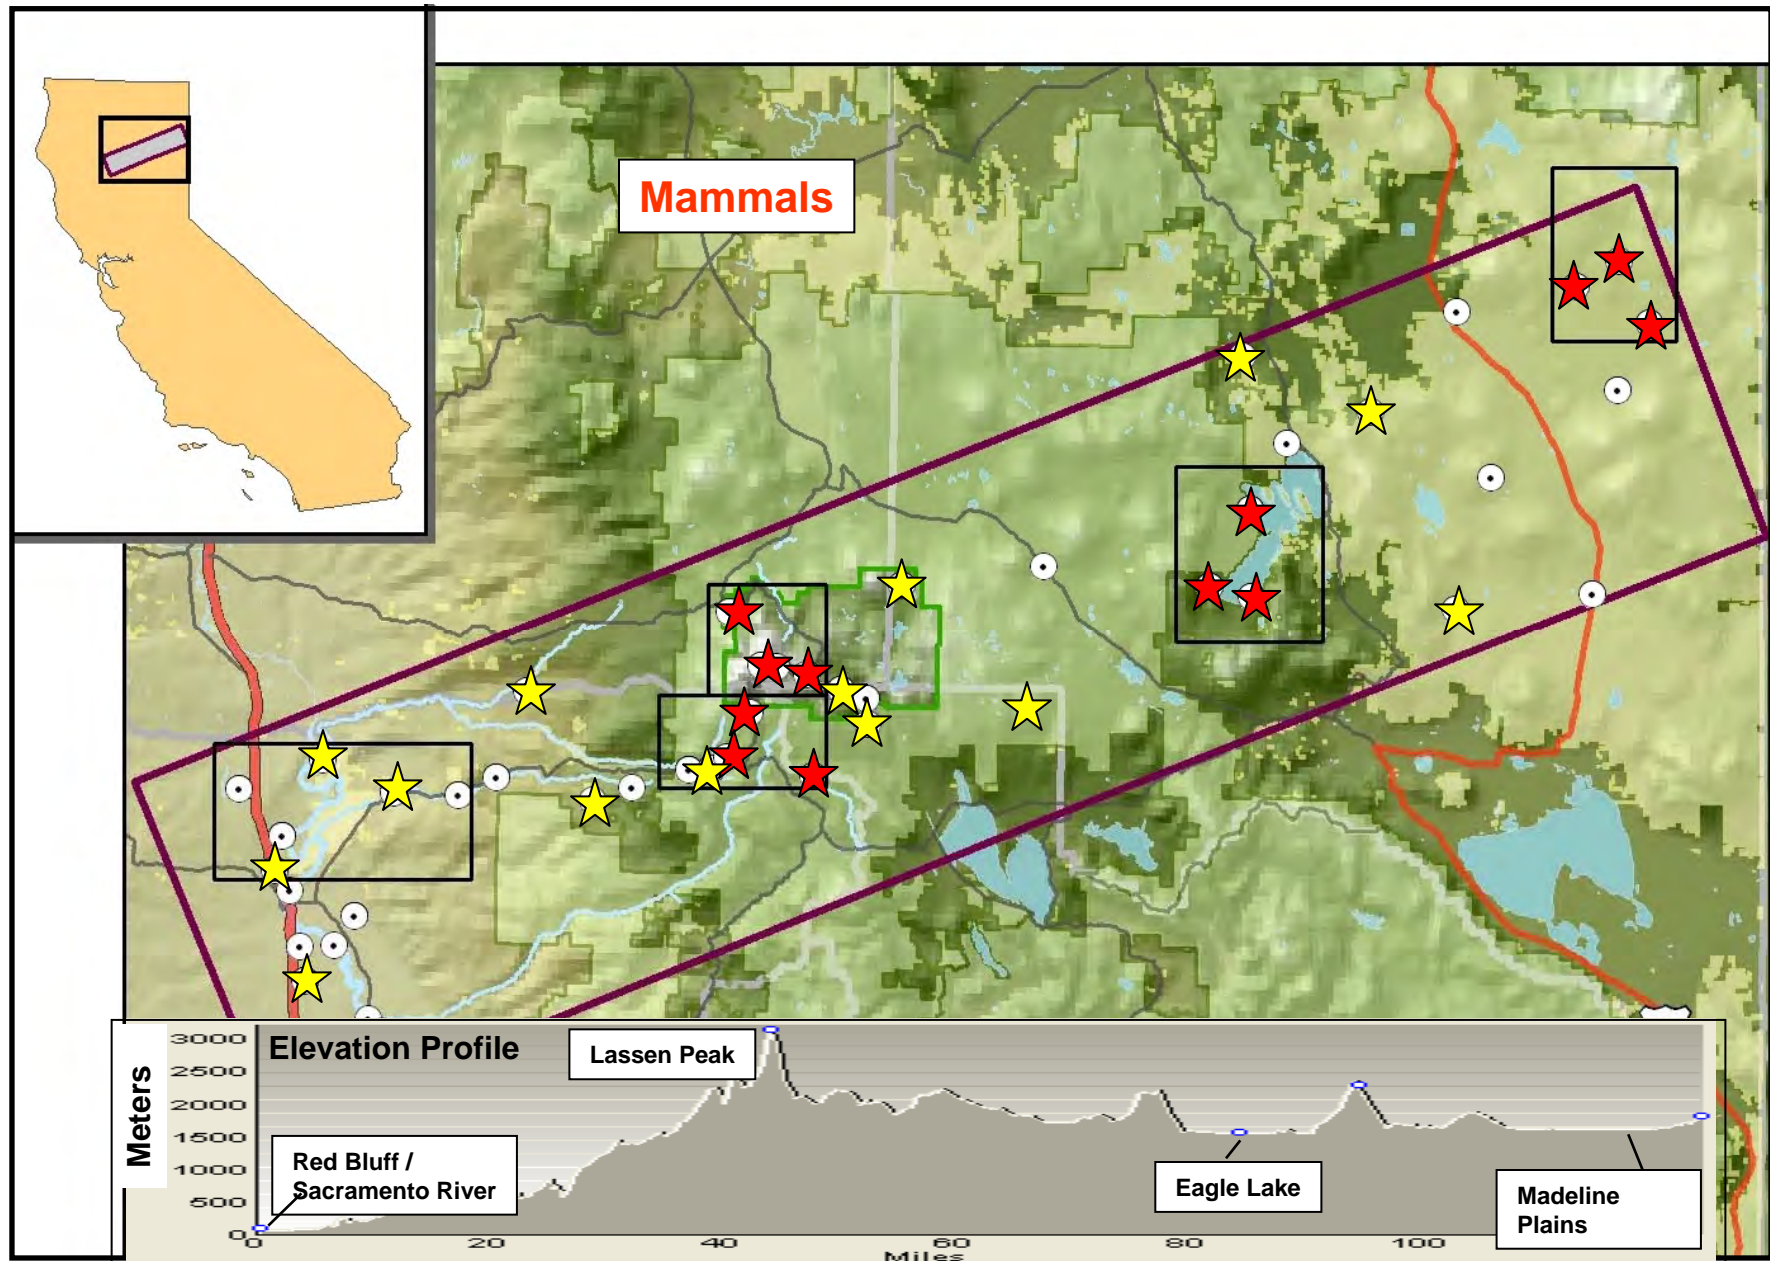 Mammals
Elevation Profile
Lassen Peak
Meters
3000
2500
2000
1500
1000
500
0
Red Bluff /
Sacramento River
Eagle Lake
Madeline
Plains
0
20
40
60
80
100
Miles